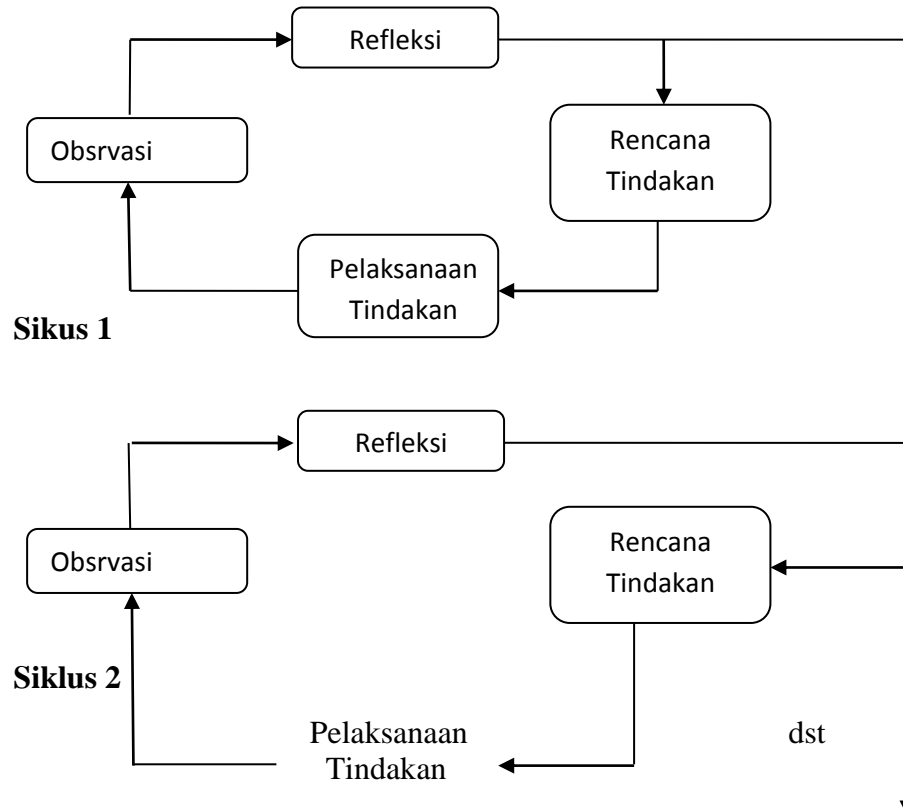 Refleksi
Obsrvasi
Rencana
Tindakan
Pelaksanaan
Tindakan
Sikus 1
Refleksi
Obsrvasi
Rencana
Tindakan
Siklus 2
Pelaksanaan
Tindakan
dst